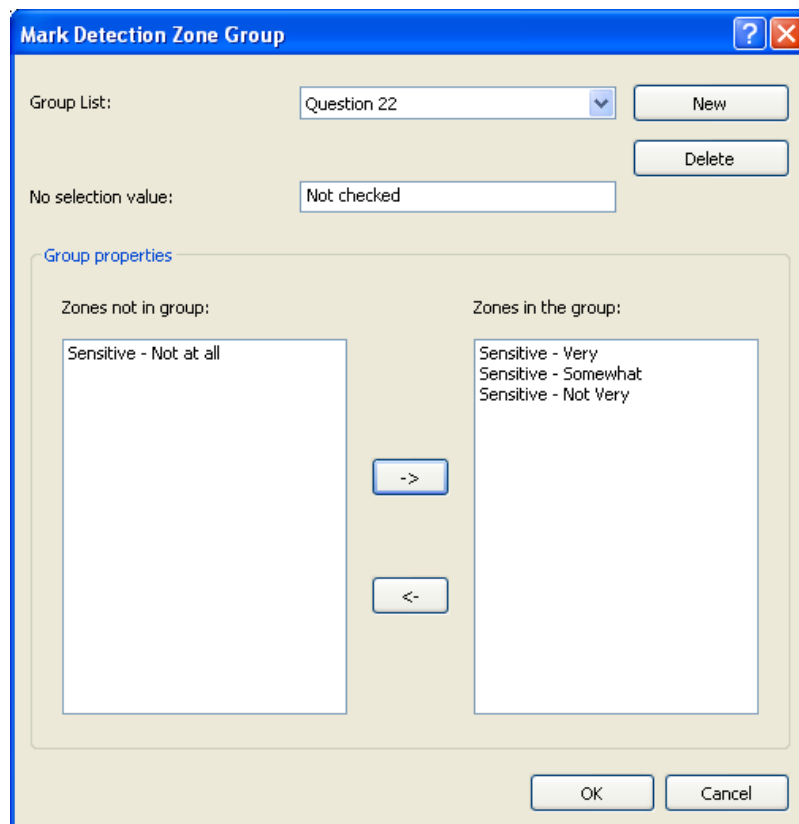 Mark Detection Zone Group
?
Group List:
Question 22
New
Delete
No selection value:
Not checked
Group properties
Zones not in group:
Zones in the group:
Sensitive - Not at all
Sensitive - Very
Sensitive - Somewhat
Sensitive - Not Very
->
<-
OK
Cancel